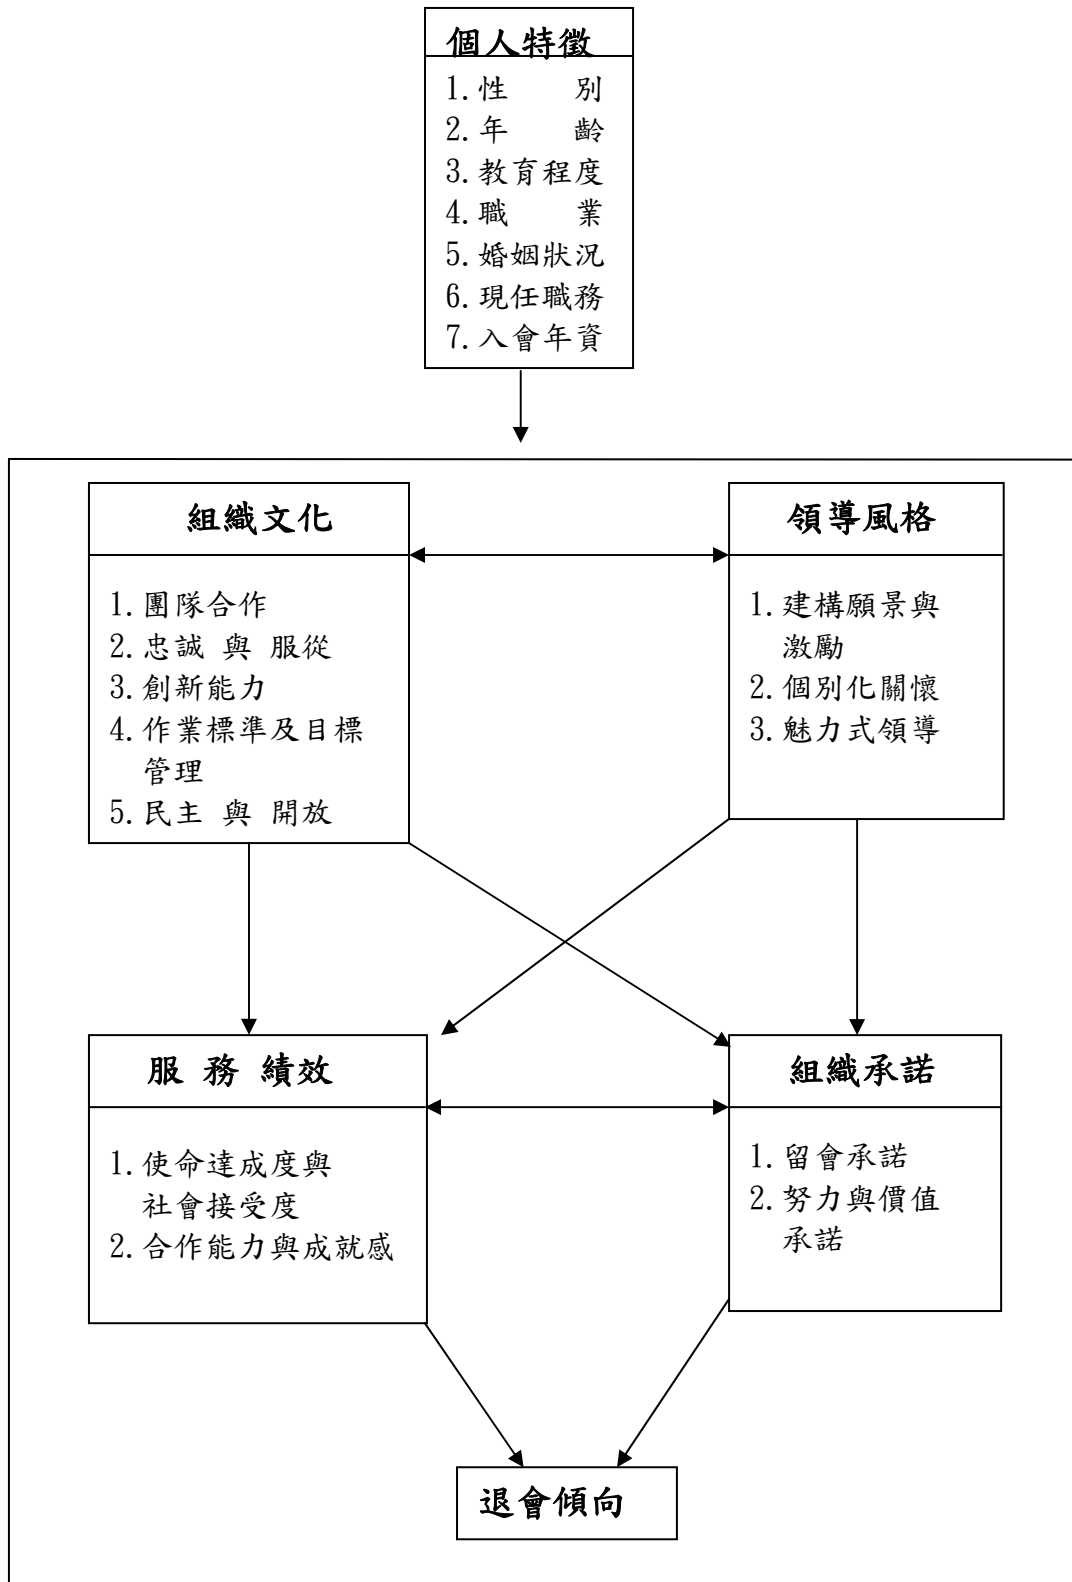 個人特徵
1.性 別
2.年 齡
3.教育程度
4.職 業
5.婚姻狀況
6.現任職務
7.入會年資
組織文化
1.團隊合作
2.忠誠 與 服從
3.創新能力
4.作業標準及目標
管理
5.民主 與 開放
領導風格
1.建構願景與
激勵
2.個別化關懷
3.魅力式領導
服 務 績效
1.使命達成度與
社會接受度
2.合作能力與成就感
組織承諾
1.留會承諾
2.努力與價值
承諾
退會傾向